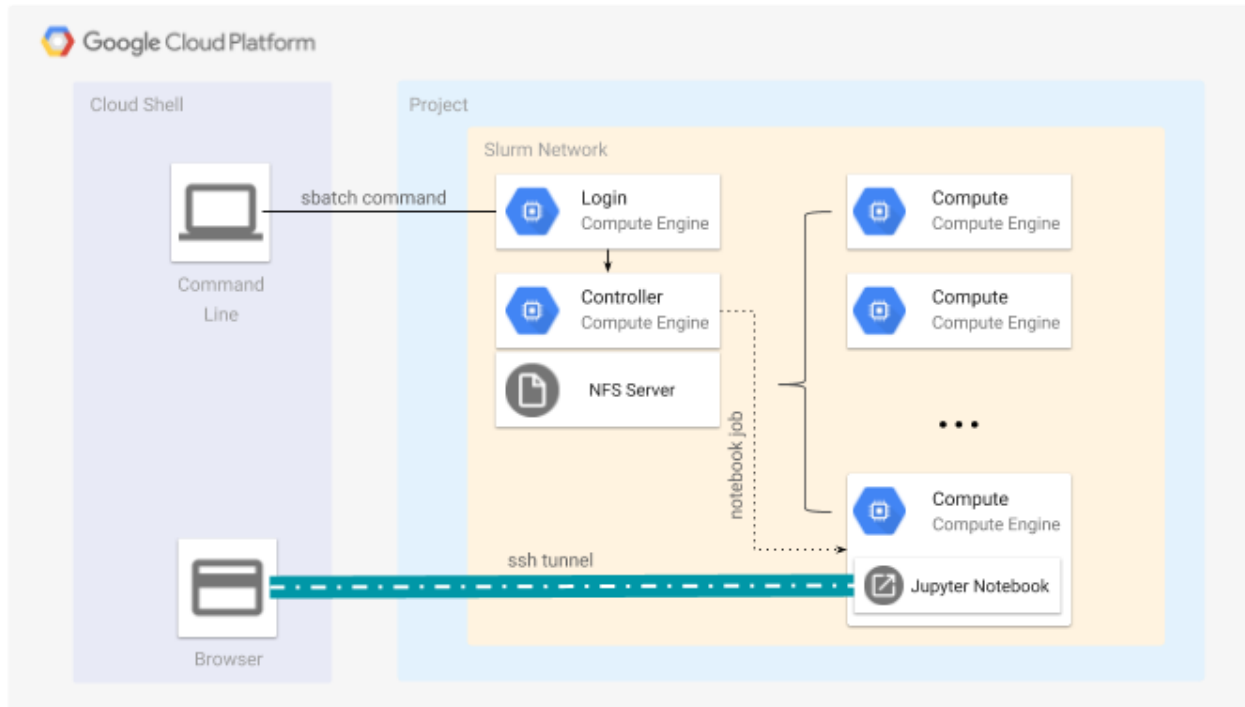 Google Cloud Platform
Cloud Shell
Project
Slurm Network
sbatch command
Login
Compute Engine
Compute
Compute Engine
Command
Line
Controller
Compute Engine
Compute
Compute Engine
NFS Server
notebook job
...
Compute
Compute Engine
ssh tunnel
Jupyter Notebook
Browser